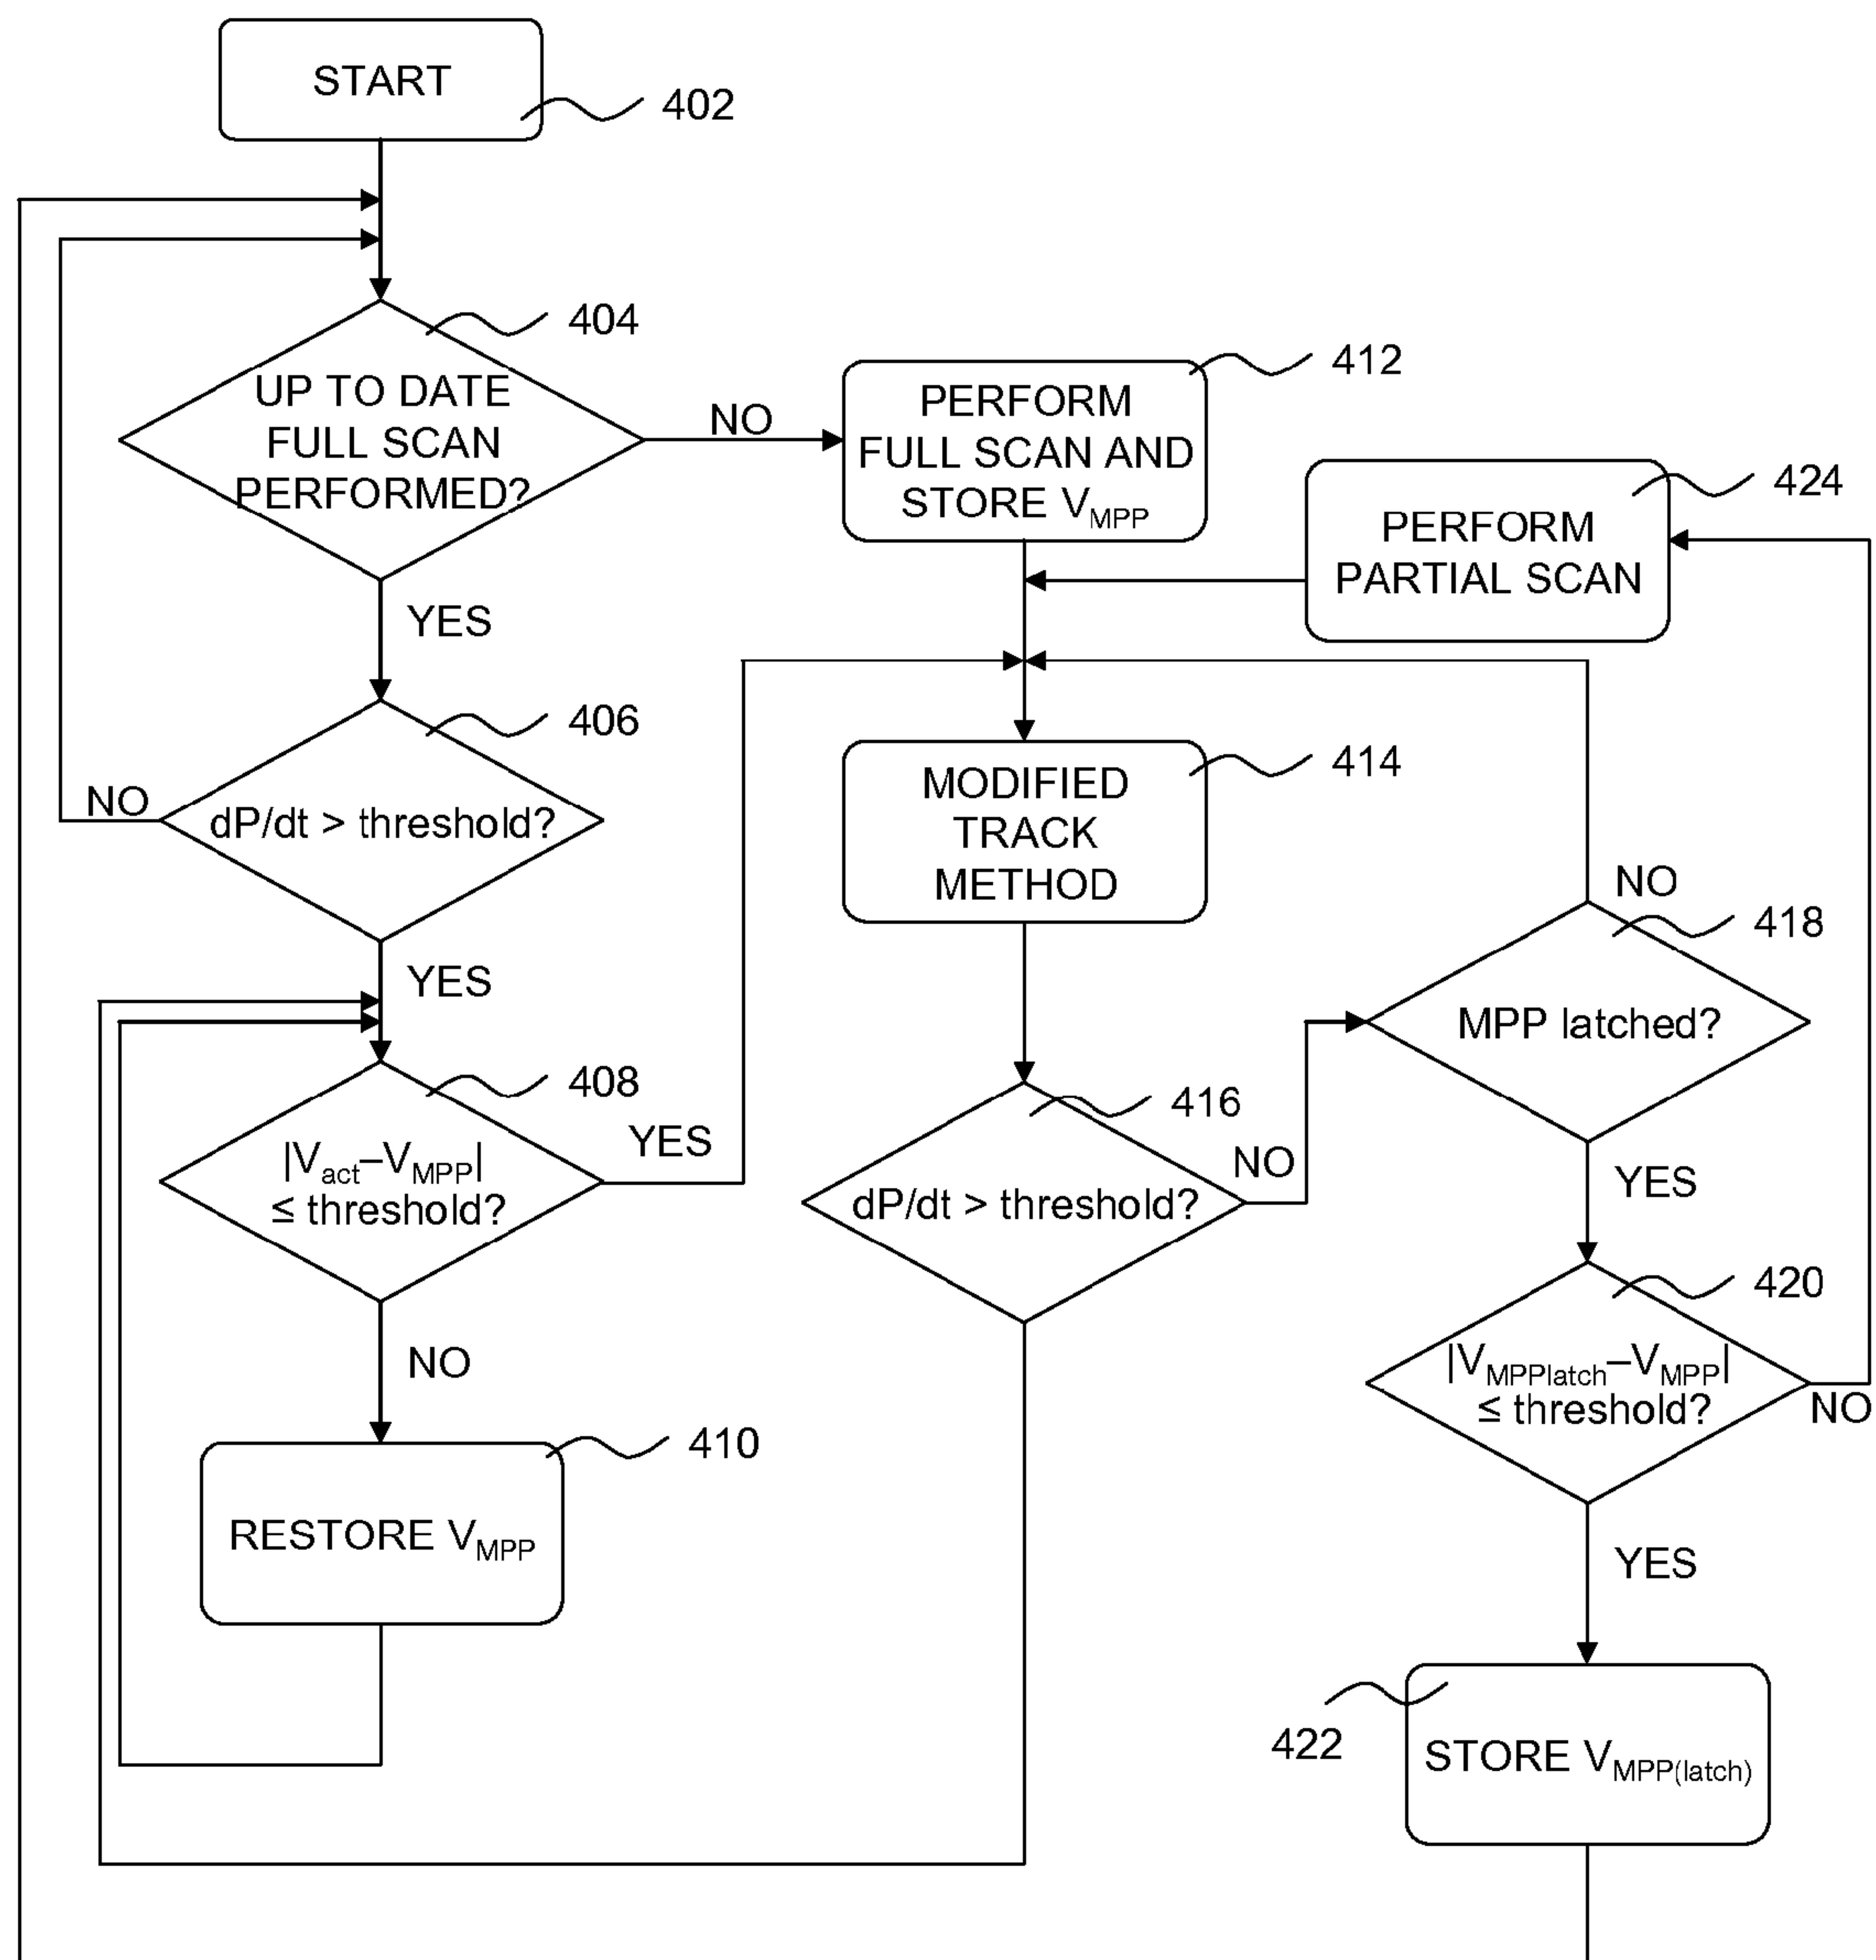 START
402
404
UP TO DATE
FULL SCAN
PERFORMED?
NO
YES
412
PERFORM
FULL SCAN AND
STORE VMPP
424
PERFORM
PARTIAL SCAN
406
dP/dt > threshold?
NO
YES
414
MODIFIED
TRACK
METHOD
408
|Vact–VMPP|
≤ threshold?
YES
NO
410
RESTORE VMPP
416
dP/dt > threshold?
NO
NO
418
MPP latched?
YES
420
|VMPPlatch–VMPP|
≤ threshold?
NO
YES
422
STORE VMPP(latch)